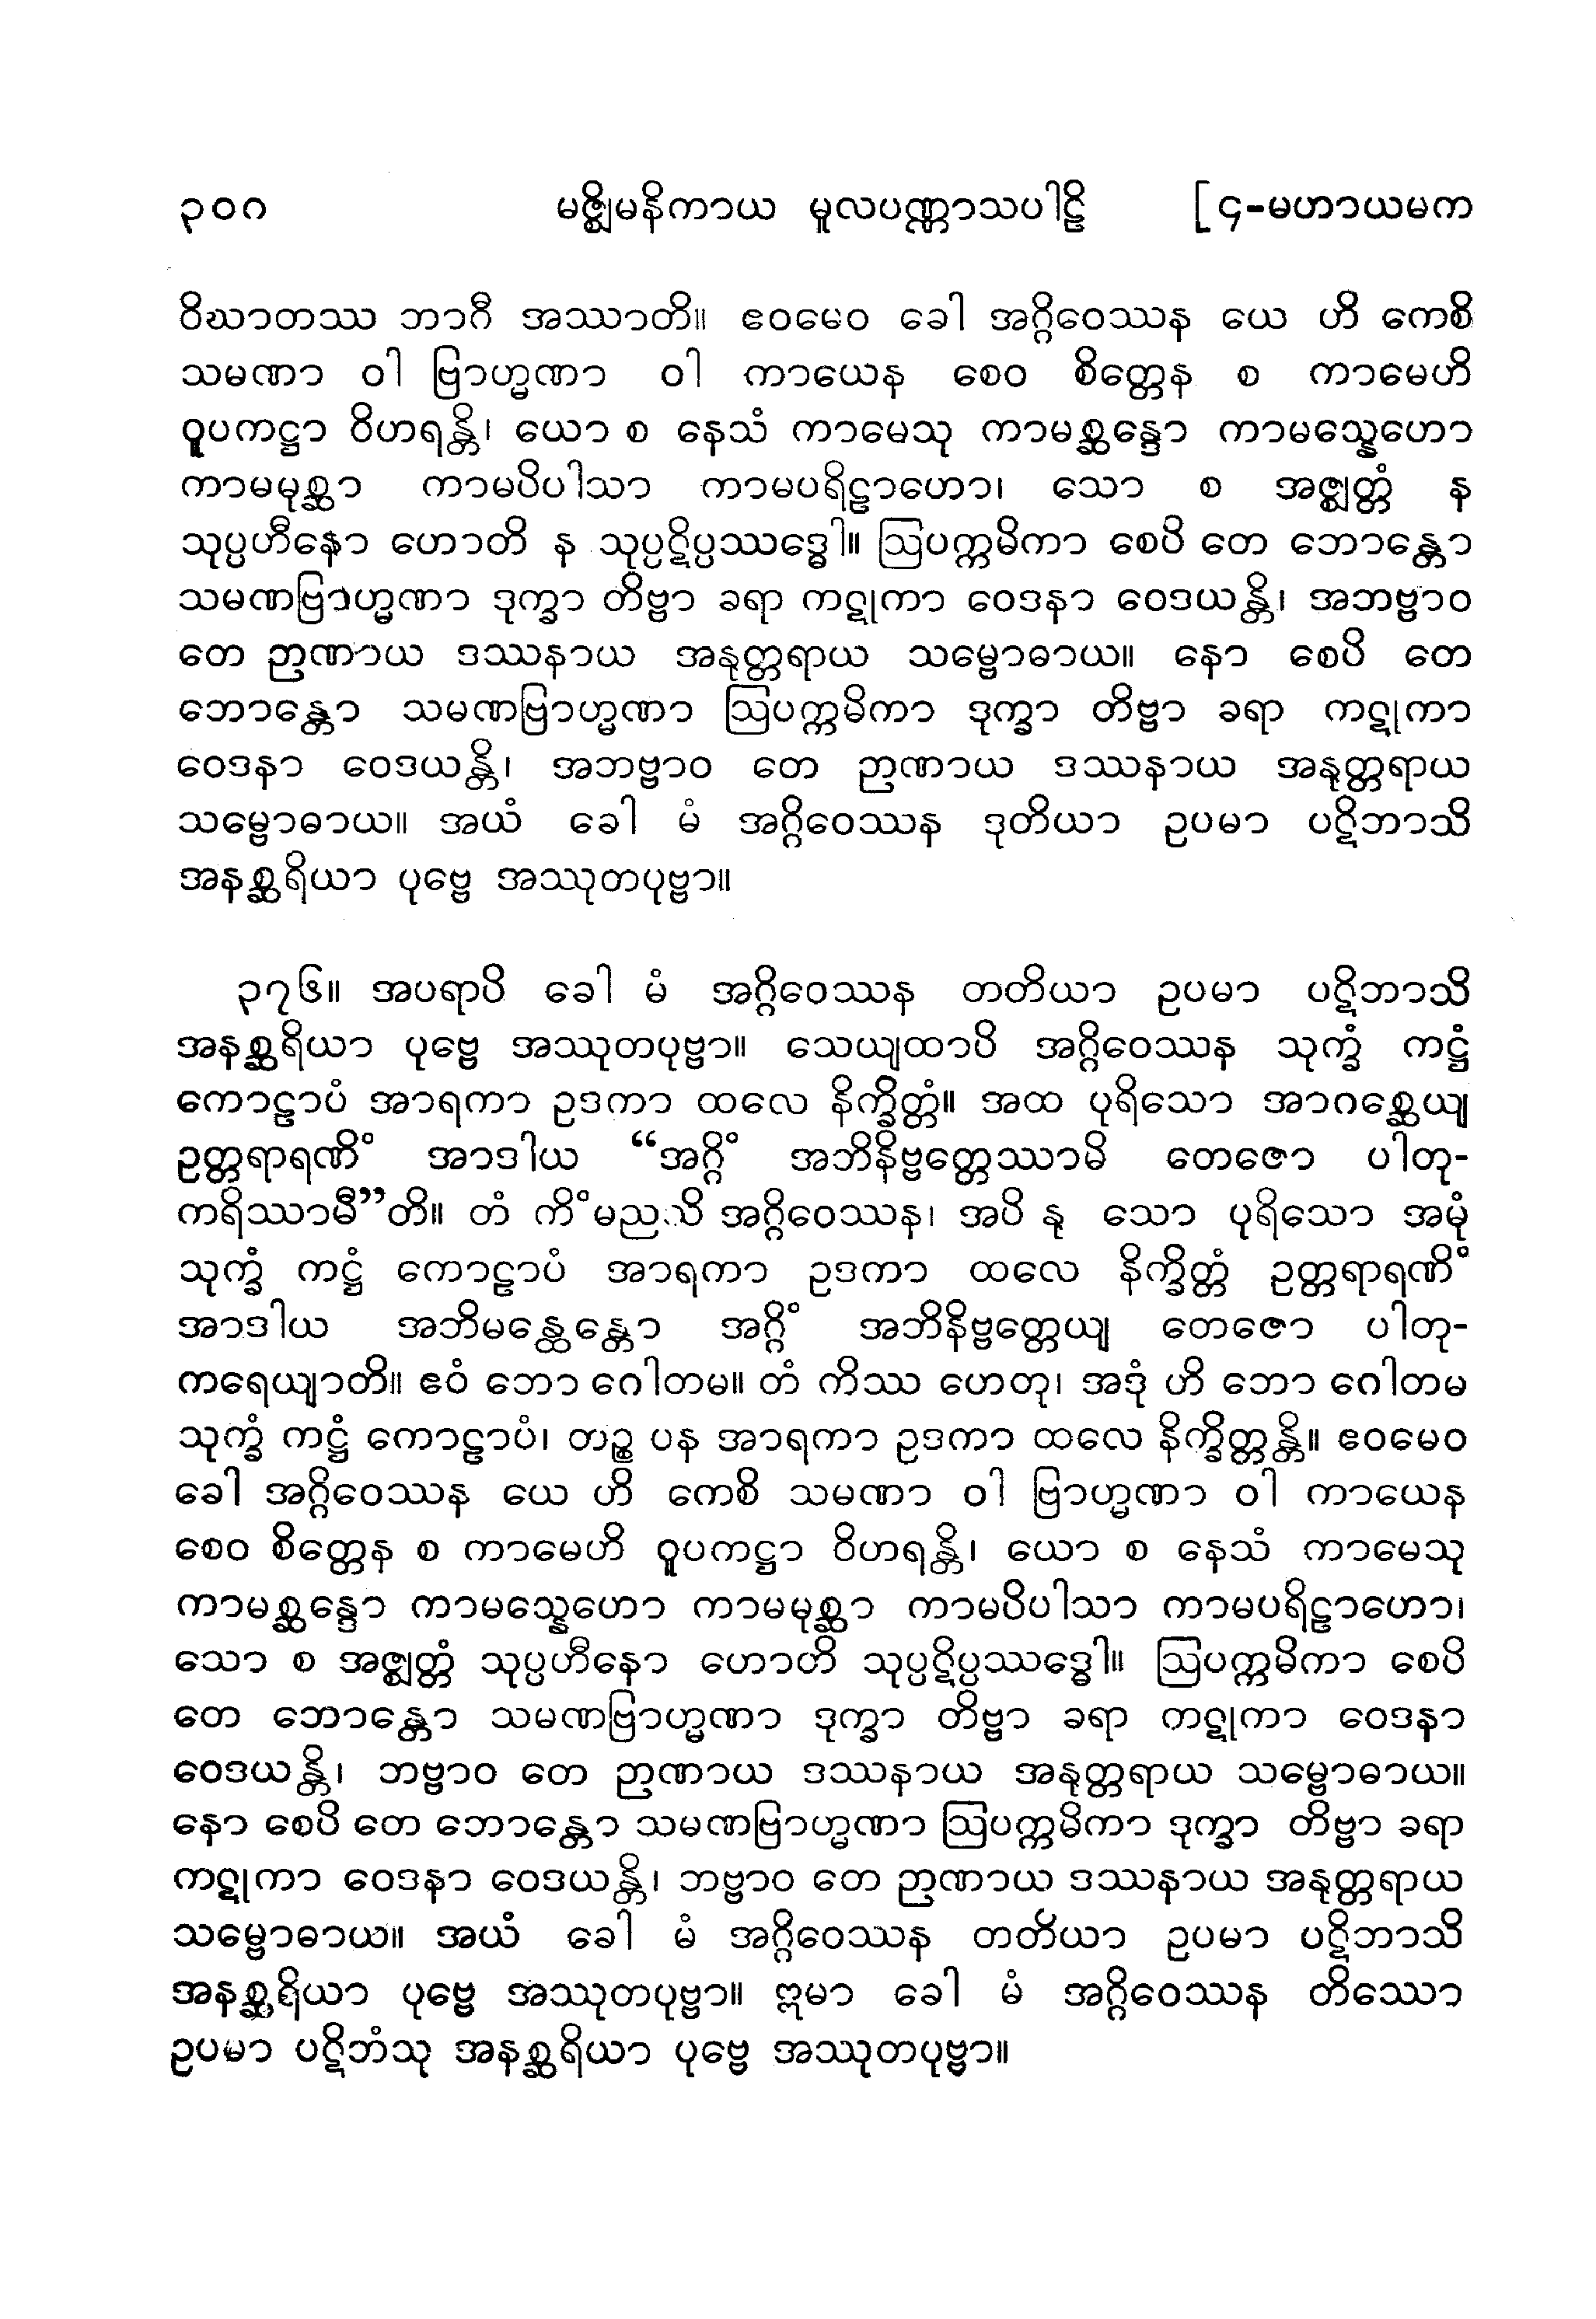 ၃၀၈ မဇ္ဈိမနိကာယ မူလပဏ္ဏာသပါဠိ [၄-မဟာယမက
ဝိဃာတဿ ဘာဂီ အဿာတိ။ ဧဝမေဝ ခေါ အဂ္ဂိဝေဿန ယေ ဟိ ကေစိ
သမဏာ ဝါ ဗြာဟ္မဏာ ဝါ ကာယေန စေဝ စိတ္တေန စ ကာမေဟိ
ဝူပကဋ္ဌာ ဝိဟရန္တိ၊ ယော စ နေသံ ကာမေသု ကာမစ္ဆန္ဒော ကာမသ္နေဟော
ကာမမုစ္ဆာ ကာမပိပါသာ ကာမပရိဠာဟော၊ သော စ အဇ္ဈတ္တံ န
သုပ္ပဟီနော ဟောတိ န သုပ္ပဋိပ္ပဿဒ္ဓေါ။ ဩပက္ကမိကာ စေပိ တေ ဘောန္တော
သမဏဗြာဟ္မဏာ ဒုက္ခာ တိဗ္ဗာ ခရာ ကဋုကာ ဝေဒနာ ဝေဒယန္တိ၊ အဘဗ္ဗာဝ
တေ ဉာဏာယ ဒဿနာယ အနုတ္တရာယ သမ္ဗောဓာယ။ နော စေပိ တေ
ဘောန္တော သမဏဗြာဟ္မဏာ ဩပက္ကမိကာ ဒုက္ခာ တိဗ္ဗာ ခရာ ကဋုကာ
ဝေဒနာ ဝေဒယန္တိ၊ အဘဗ္ဗာဝ တေ ဉာဏာယ ဒဿနာယ အနုတ္တရာယ
သမ္ဗောဓာယ။ အယံ ခေါ မံ အဂ္ဂိဝေဿန ဒုတိယာ ဥပမာ ပဋိဘာသိ
အနစ္ဆရိယာ ပုဗ္ဗေ အဿုတပုဗ္ဗာ။
၃၇၆။ အပရာပိ ခေါ မံ အဂ္ဂိဝေဿန တတိယာ ဥပမာ ပဋိဘာသိ
အနစ္ဆရိယာ ပုဗ္ဗေ အဿုတပုဗ္ဗာ။ သေယျထာပိ အဂ္ဂိဝေဿန သုက္ခံ ကဋ္ဌံ
ကောဠာပံ အာရကာ ဥဒကာ ထလေ နိက္ခိတ္တံ။ အထ ပုရိသော အာဂစ္ဆေယျ
ဥတ္တရာရဏိံ အာဒါယ “အဂ္ဂိံ အဘိနိဗ္ဗတ္တေဿာမိ တေဇော ပါတု-
ကရိဿာမီ”တိ။ တံ ကိံမညသိ အဂ္ဂိဝေဿန၊ အပိ နု သော ပုရိသော အမုံ
သုက္ခံ ကဋ္ဌံ ကောဠာပံ အာရကာ ဥဒကာ ထလေ နိက္ခိတ္တံ ဥတ္တရာရဏိံ
အာဒါယ အဘိမန္ထေန္တော အဂ္ဂိံ အဘိနိဗ္ဗတ္တေယျ တေဇော ပါတု-
ကရေယျာတိ။ ဧဝံ ဘော ဂေါတမ။ တံ ကိဿ ဟေတု၊ အဒုံ ဟိ ဘော ဂေါတမ
သုက္ခံ ကဋ္ဌံ ကောဠာပံ၊ တဉ္စ ပန အာရကာ ဥဒကာ ထလေ နိက္ခိတ္တန္တိ။ ဧဝမေဝ
ခေါ အဂ္ဂိဝေဿန ယေ ဟိ ကေစိ သမဏာ ဝါ ဗြာဟ္မဏာ ဝါ ကာယေန
စေဝ စိတ္တေန စ ကာမေဟိ ဝူပကဋ္ဌာ ဝိဟရန္တိ၊ ယော စ နေသံ ကာမေသု
ကာမစ္ဆန္ဒော ကာမသ္နေဟော ကာမမုစ္ဆာ ကာမပိပါသာ ကာမပရိဠာဟော၊
သော စ အဇ္ဈတ္တံ သုပ္ပဟီနော ဟောတိ သုပ္ပဋိပ္ပဿဒ္ဓေါ။ ဩပက္ကမိကာ စေပိ
တေ ဘောန္တော သမဏဗြာဟ္မဏာ ဒုက္ခာ တိဗ္ဗာ ခရာ ကဋုကာ ဝေဒနာ
ဝေဒယန္တိ၊ ဘဗ္ဗာဝ တေ ဉာဏာယ ဒဿနာယ အနုတ္တရာယ သမ္ဗောဓာယ။
နော စေပိ တေ ဘောန္တော သမဏဗြာဟ္မဏာ ဩပက္ကမိကာ ဒုက္ခာ တိဗ္ဗာ ခရာ
ကဋုကာ ဝေဒနာ ဝေဒယန္တိ၊ ဘဗ္ဗာဝ တေ ဉာဏာယ ဒဿနာယ အနုတ္တရာယ
သမ္ဗောဓာယ။ အယံ ခေါ မံ အဂ္ဂိဝေဿန တတိယာ ဥပမာ ပဋိဘာသိ
အနစ္ဆရိယာ ပုဗ္ဗေ အဿုတပုဗ္ဗာ။ ဣမာ ခေါ မံ အဂ္ဂိဝေဿန တိဿော
ဥပမာ ပဋိဘံသု အနစ္ဆရိယာ ပုဗ္ဗေ အဿုတပုဗ္ဗာ။